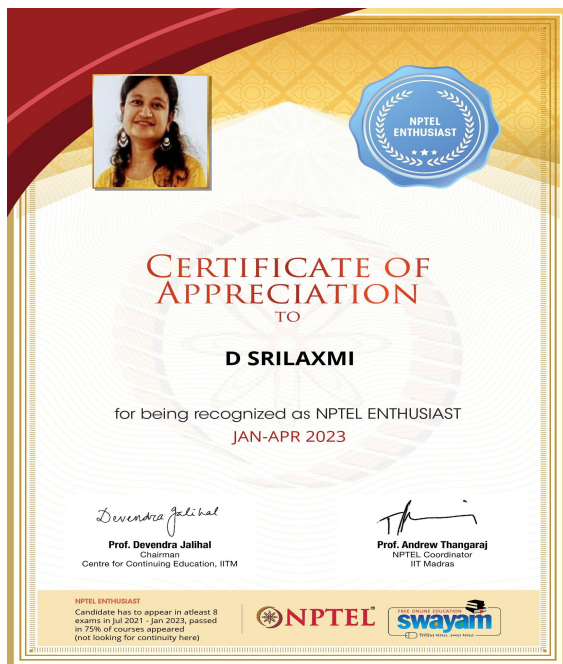 NPTEL
ENTHUSIAST
CERTIFICATE OF
APPRECIATION
TO
D SRILAXMI
for being recognized as NPTEL ENTHUSIAST
JAN-APR 2023
Devendra Jalihal
Prof. Devendra Jalihal
Chairman
Centre for Continuing Education, IITM
Prof. Andrew Thangaraj
NPTEL Coordinator
IIT Madras
NPTEL ENTHUSIAST
Candidate has to appear in atleast 8
exams in Jul 2021 - Jan 2023, passed
in 75% of courses appeared
(not looking for continuity here)
NPTEL
FREE ONLINE EDUCATION
swayam